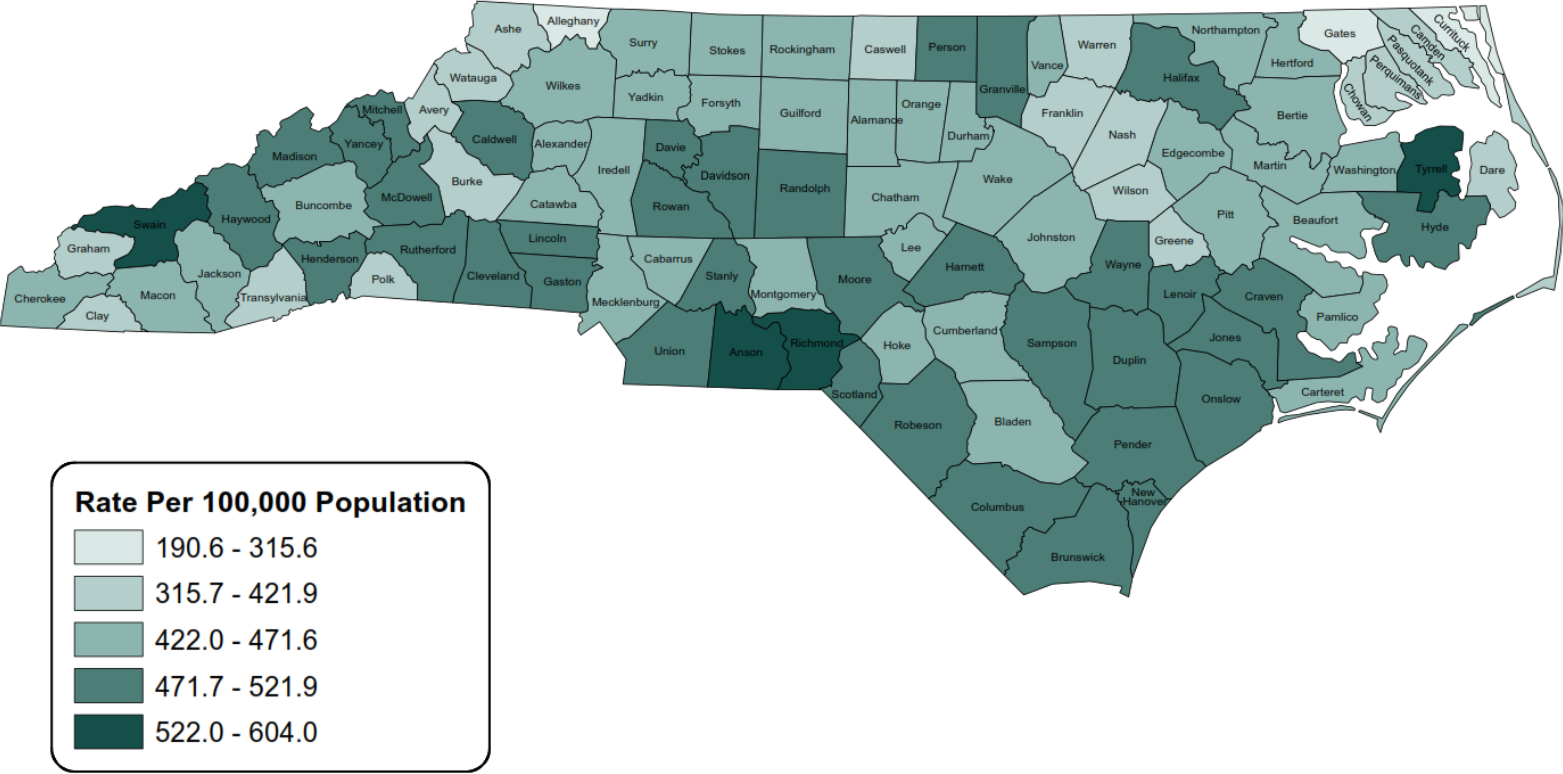 Ashe
Alleghany
Surry
Stokes
Rockingham
Caswell
Person
Granville
Vance
Warren
Halifax
Northampton
Hertford
Gates
Currituck
Camden
Pasquotank
Perquimans
Chowan
Watauga
Wilkes
Yadkin
Forsyth
Guilford
Alamance
Orange
Durham
Franklin
Nash
Edgecombe
Bertie
Martin
Washington
Tyrrell
Dare
Mitchell
Avery
Caldwell
Alexander
Iredell
Davie
Davidson
Randolph
Chatham
Wake
Wilson
Pitt
Beaufort
Hyde
Madison
Yancey
Burke
McDowell
Catawba
Rowan
Buncombe
Haywood
Swain
Graham
Cherokee
Clay
Macon
Jackson
Transylvania
Henderson
Polk
Rutherford
Cleveland
Lincoln
Gaston
Mecklenburg
Cabarrus
Stanly
Montgomery
Moore
Lee
Harnett
Johnston
Wayne
Greene
Lenoir
Craven
Pamlico
Jones
Carteret
Union
Anson
Richmond
Scotland
Hoke
Cumberland
Sampson
Duplin
Onslow
Robeson
Bladen
Pender
Columbus
Brunswick
New
Hanover
Rate Per 100,000 Population
190.6 - 315.6
315.7 - 421.9
422.0 - 471.6
471.7 - 521.9
522.0 - 604.0